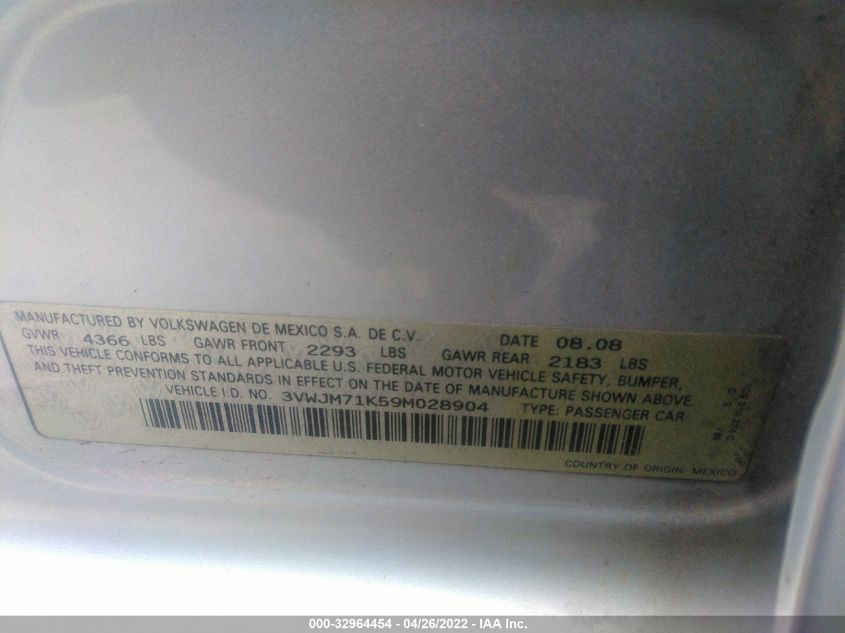 MANUFACTURED BY VOLKSWAGEN DE MEXICO S.A. DE C.V. DATE 08.08
GVWR 4366 LBS GAWR FRONT 2293 LBS GAWR REAR 2183 LBS
THIS VEHICLE CONFORMS TO ALL APPLICABLE U.S. FEDERAL MOTOR VEHICLE SAFETY, BUMPER,
AND THEFT PREVENTION STANDARDS IN EFFECT ON THE DATE OF MANUFACTURE SHOWN ABOVE.
VEHICLE I.D. NO. 3VWJM71K59M028904 TYPE: PASSENGER CAR
COUNTRY OF ORIGIN: MEXICO
000-32964454 - 04/26/2022 - IAA Inc.